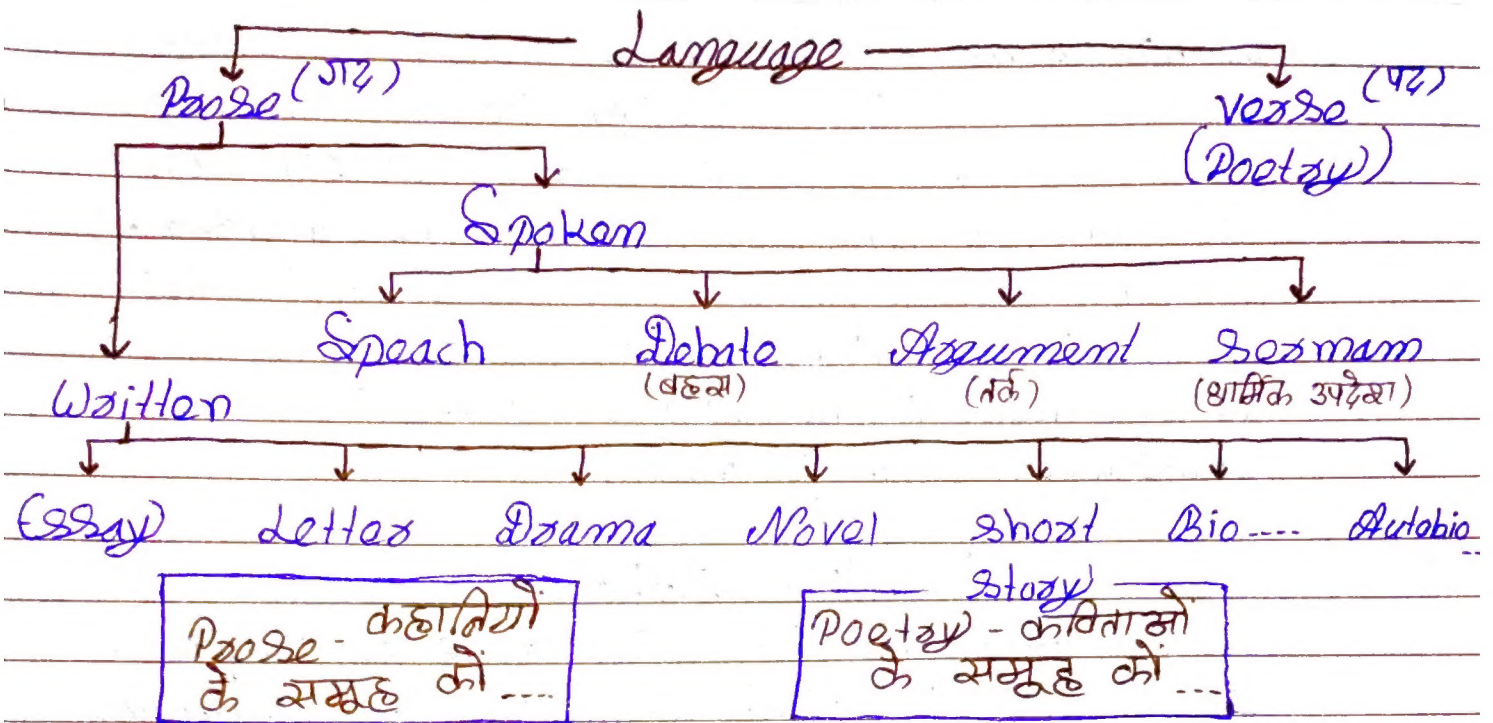 Language
Prose (गद्य)
Verse (पद्य)
(Poetry)
Spoken
Speach Debate Argument Sermam
(बहस) (तर्क) (धार्मिक उपदेश)
Written
Essay Letter Drama Novel Short Bio.... Autobio..
Story
Prose - कहानियों
के समूह को ....
Poetry - कविताओं
के समूह को ...